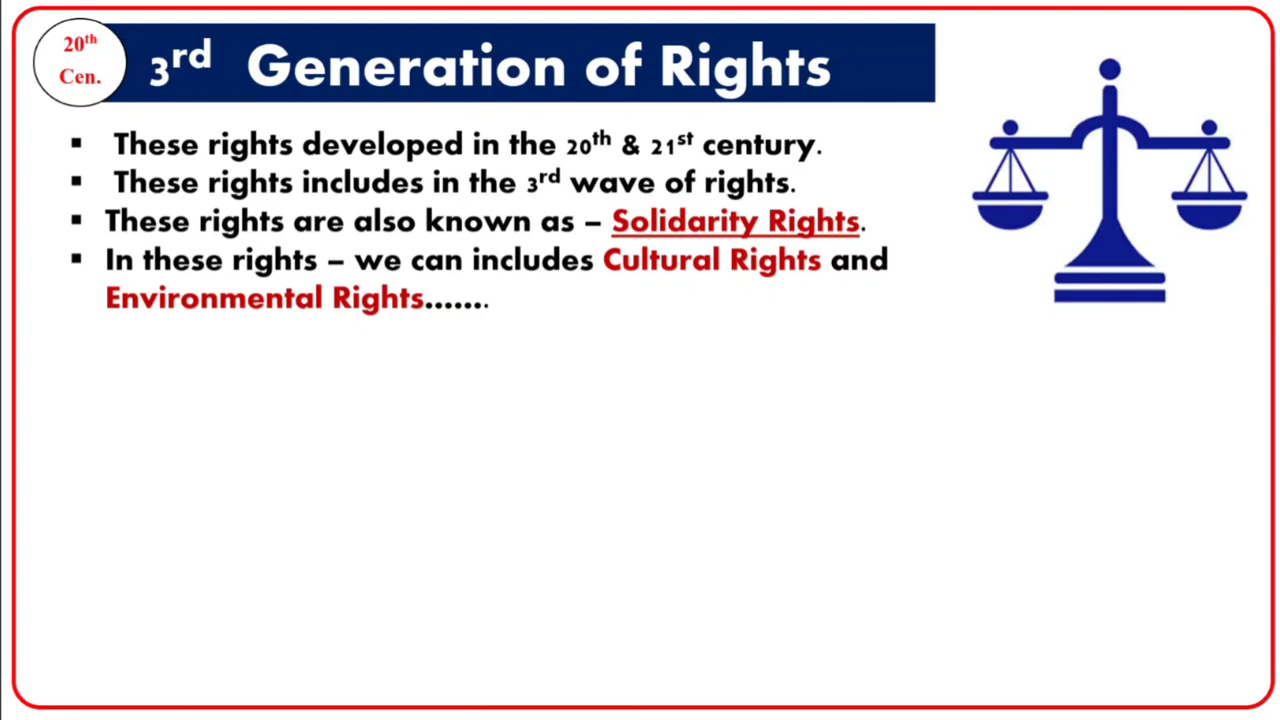 20th
Cen.
3rd Generation of Rights
▪ These rights developed in the 20th & 21st century.
▪ These rights includes in the 3rd wave of rights.
▪ These rights are also known as – Solidarity Rights.
▪ In these rights – we can includes Cultural Rights and
Environmental Rights.......